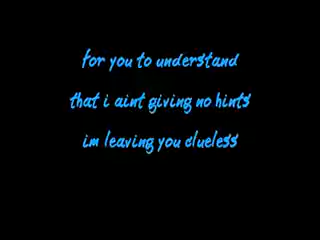 for you to understand
that i aint giving no hints
im leaving you clueless